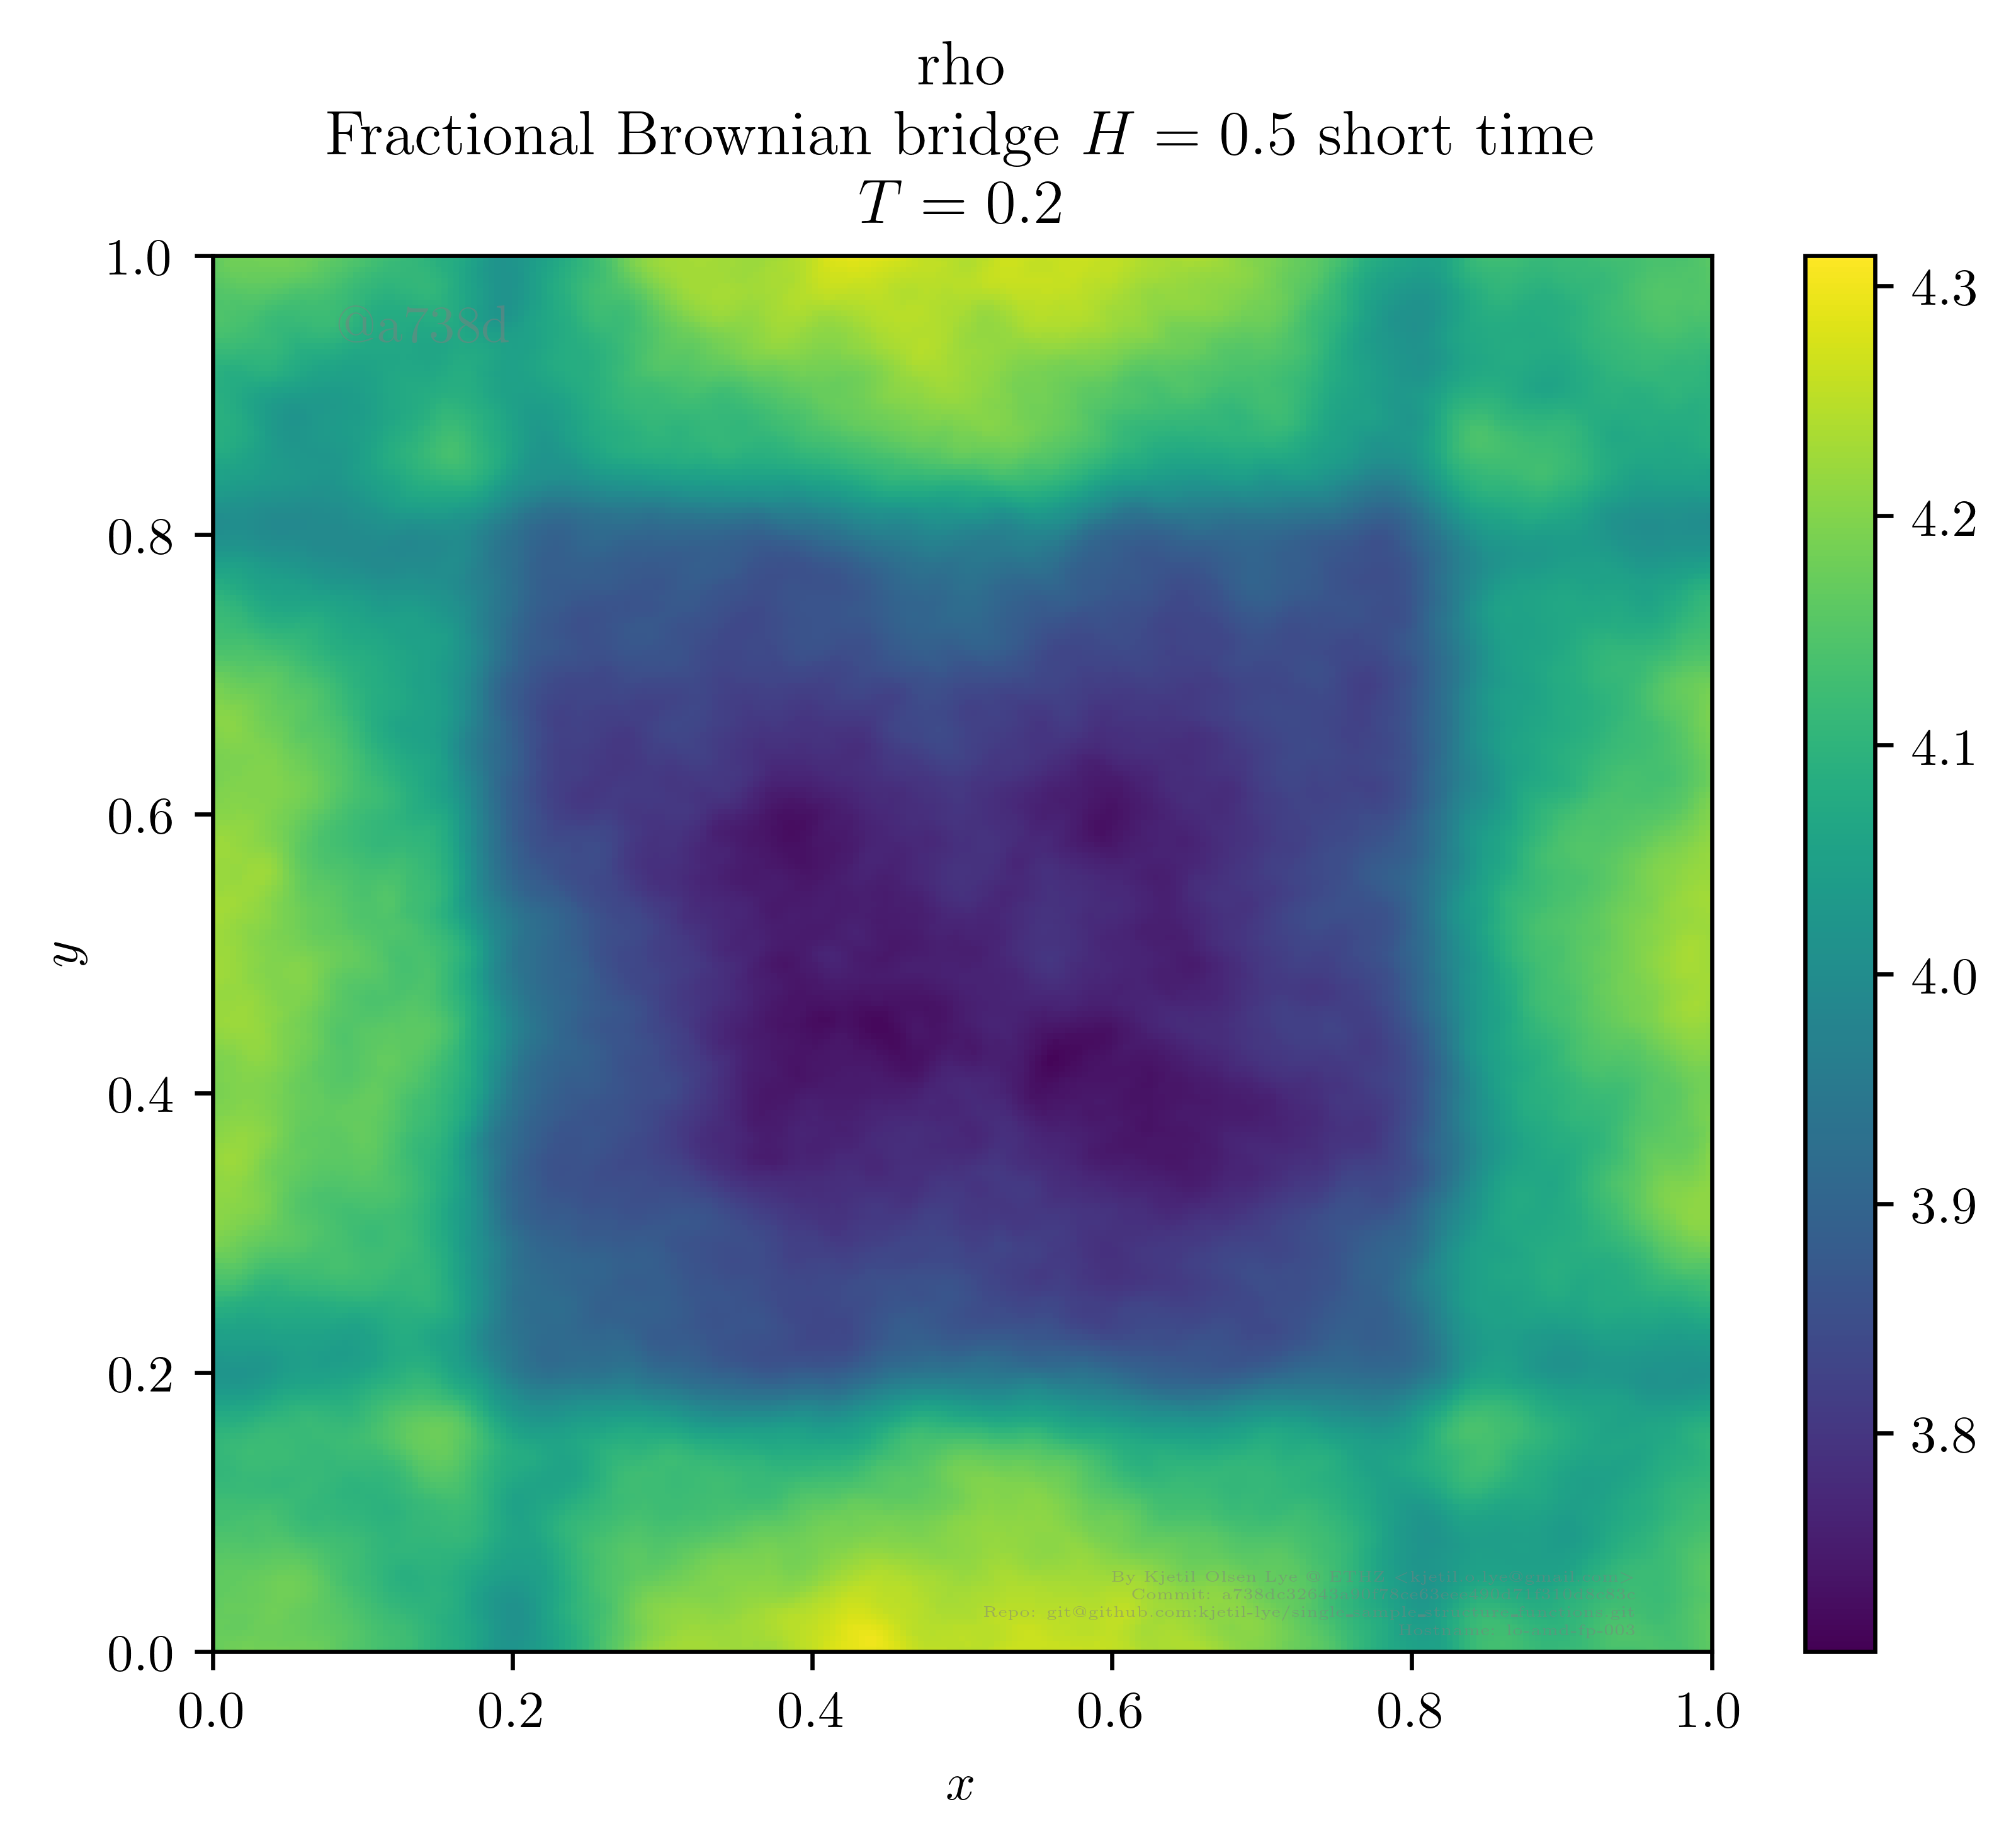 rho
Fractional Brownian bridge H = 0.5 short time
T = 0.2
@a738d
1.0
0.8
0.6
0.4
0.2
0.0
y
0.0 0.2 0.4 0.6 0.8 1.0
x
4.3
4.2
4.1
4.0
3.9
3.8
By Kjetil Olsen Lye @
Commit:
Repo: